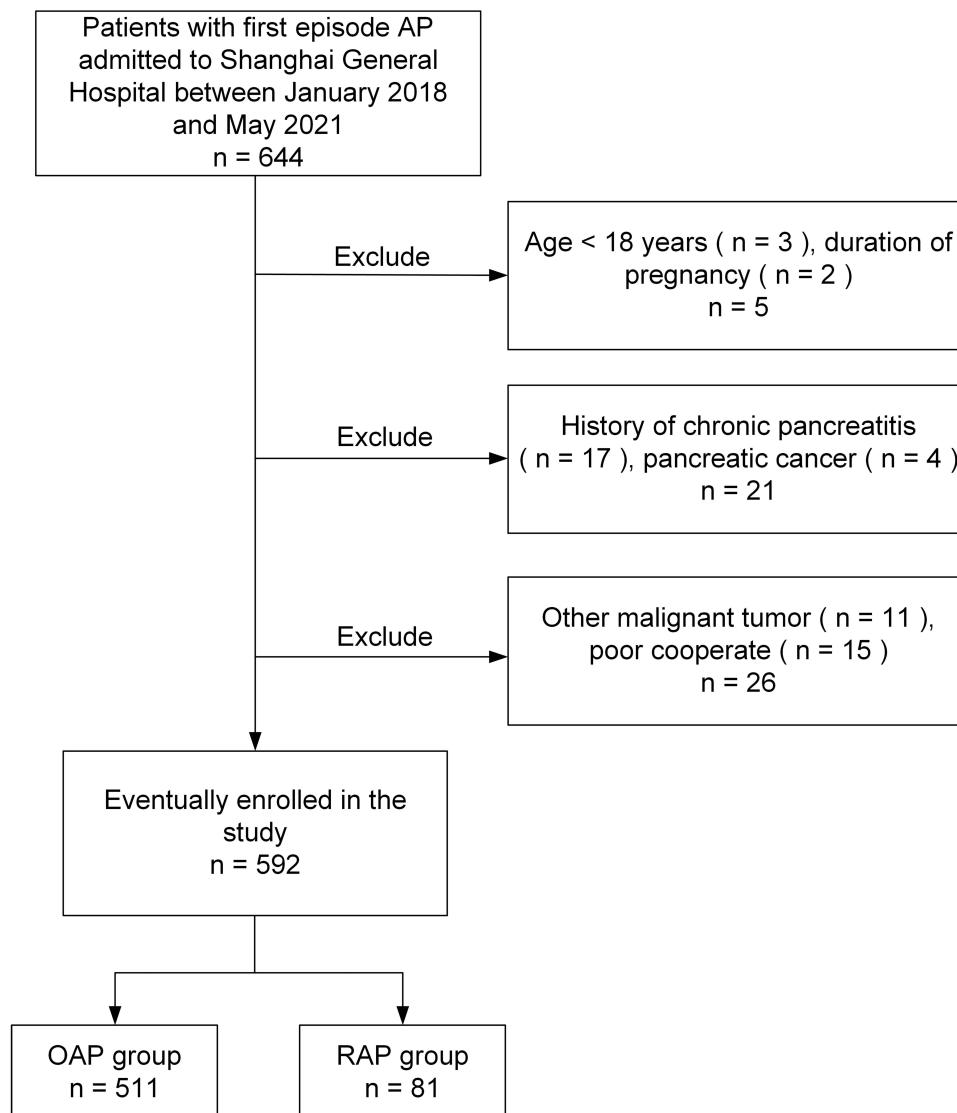 Patients with first episode AP
admitted to Shanghai General
Hospital between January 2018
and May 2021
n = 644
Exclude
Age < 18 years ( n = 3 ), duration of
pregnancy ( n = 2 )
n = 5
Exclude
History of chronic pancreatitis
( n = 17 ), pancreatic cancer ( n = 4 )
n = 21
Exclude
Other malignant tumor ( n = 11 ),
poor cooperate ( n = 15 )
n = 26
Eventually enrolled in the
study
n = 592
OAP group
n = 511
RAP group
n = 81